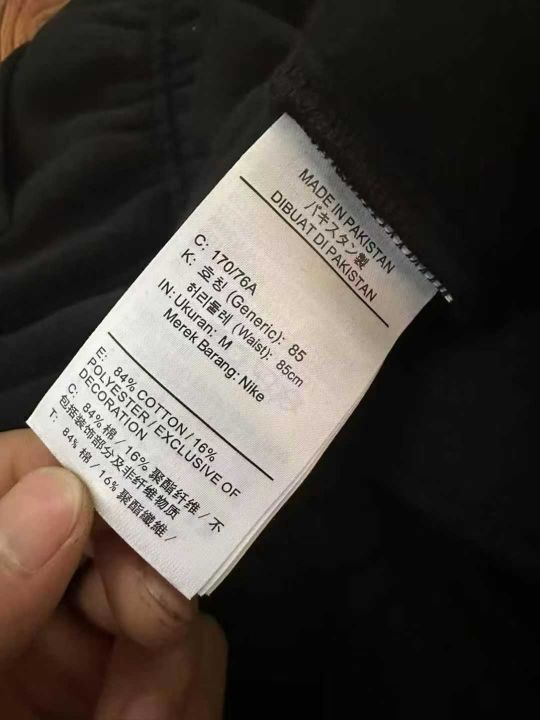 MADE IN PAKISTAN
パキスタン製
DIBUAT DI PAKISTAN
C: 170/76A
K: 호칭 (Generic): 85
허리둘레 (Waist): 85cm
IN: Ukuran: M
Merek Barang: Nike
E: 84% COTTON / 16%
POLYESTER / EXCLUSIVE OF
DECORATION
C: 84% 棉 / 16% 聚酯纤维 / 不
包括装饰部分及非纤维物质
T: 84% 棉 / 16% 聚酯纖維 /